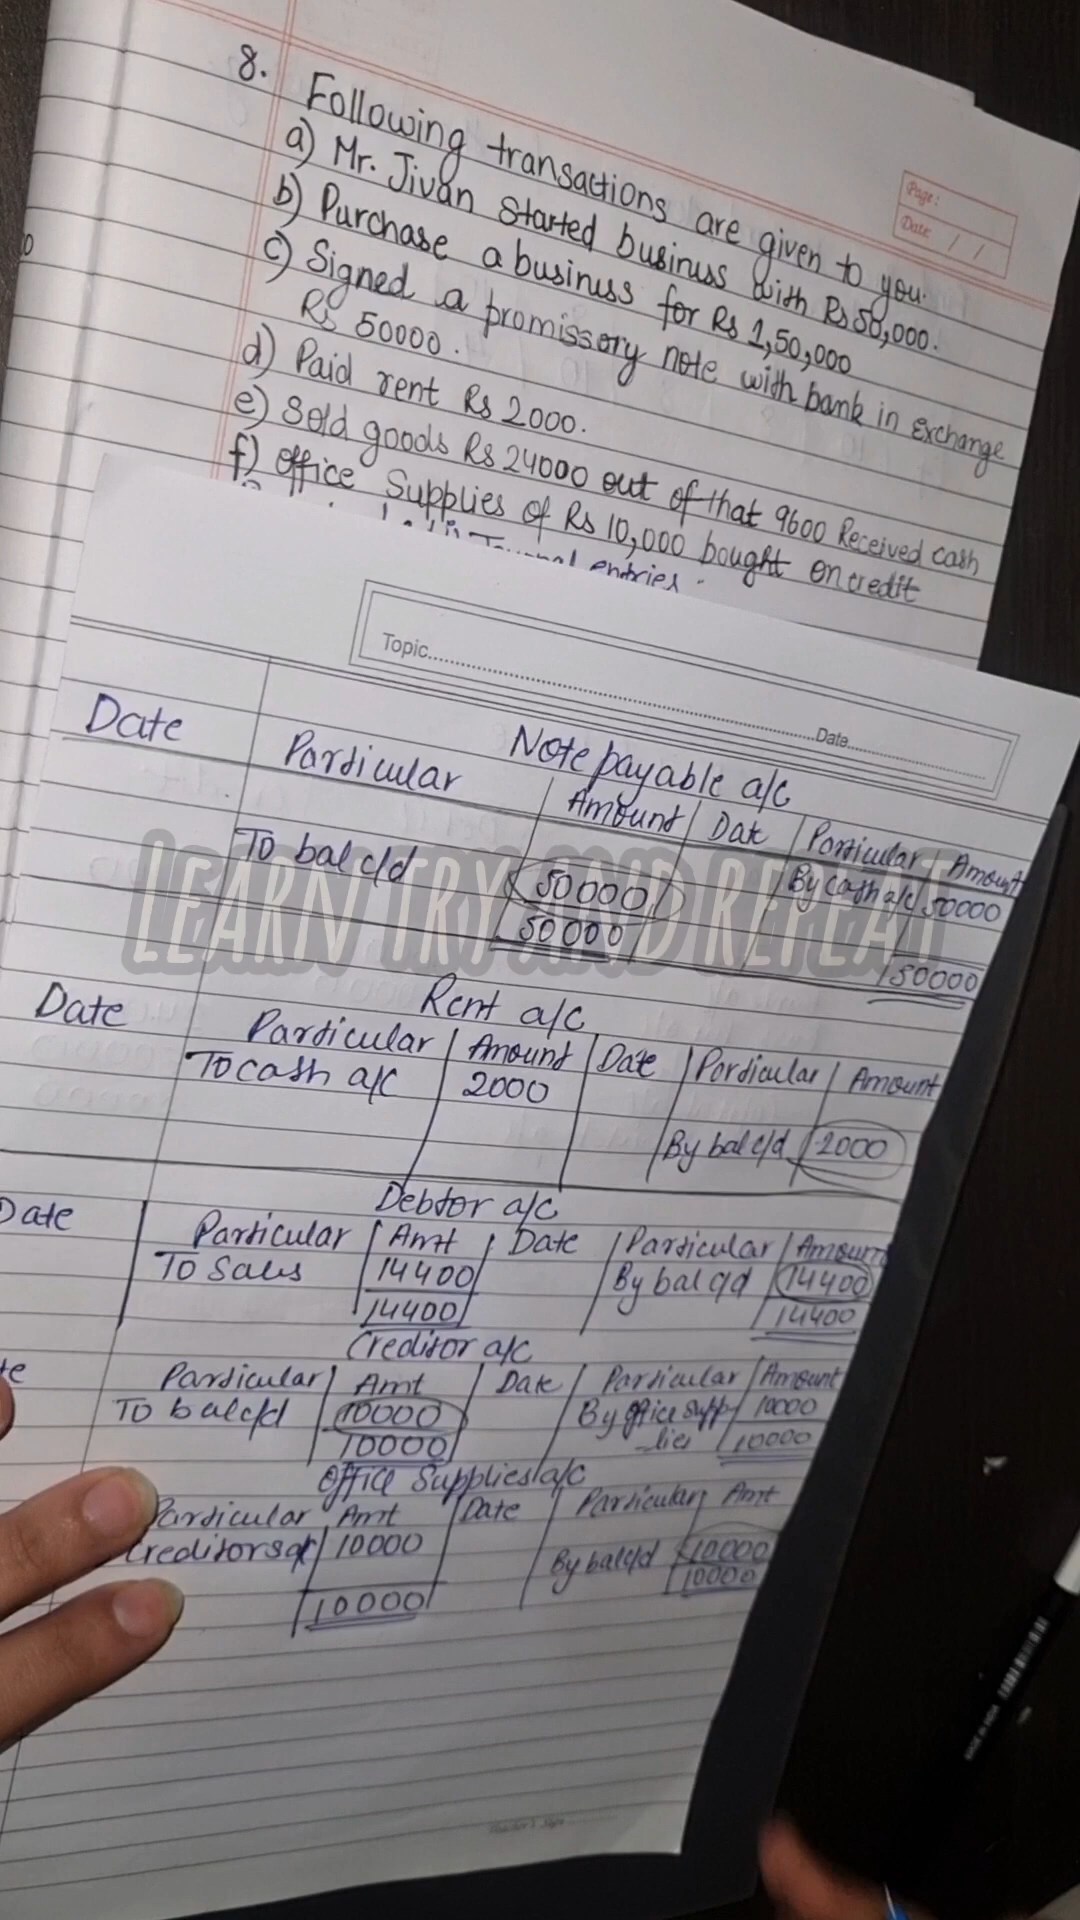 8. Following transactions are given to you.
Page:
Date / /
a) Mr. Jivan started business with Rs 50,000.
b) Purchase a business for Rs 1,50,000
c) Signed a promissory note with bank in exchange
Rs 50000.
d) Paid rent Rs 2000.
e) Sold goods Rs 24000 out of that 9600 Received cash
f) office Supplies of Rs 10,000 bought on credit
Journal entries.
Topic
Date
Note payable a/c
Date Particular Amount Date Particular Amount
To bal c/d 50000 By cash a/c 50000
50000 50000
LEARN TRY AND REPEAT
Rent a/c
Date Particular Amount Date Particular Amount
To cash a/c 2000
By bal c/d 2000
Debtor a/c
Date Particular Amt Date Particular Amount
To Sales 14400 By bal c/d 14400
14400 14400
Creditor a/c
Particular Amt Date Particular Amount
To bal c/d 10000 By office supp 10000
lies
10000 10000
office Supplies a/c
Particular Amt Date Particular Amt
Creditors a/c 10000
By bal c/d 10000
10000 10000